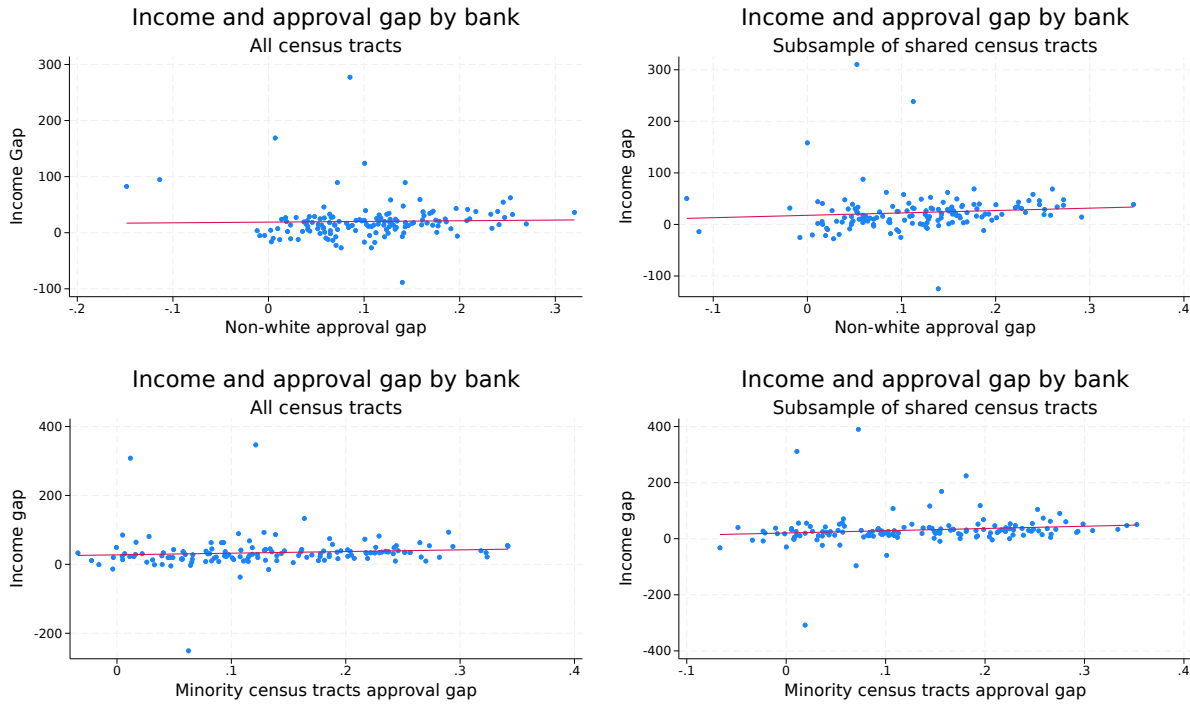 Income and approval gap by bank
All census tracts
Income Gap
300
200
100
0
-100
-.2
-.1
0
.1
.2
.3
Non-white approval gap
Income and approval gap by bank
Subsample of shared census tracts
Income gap
300
200
100
0
-100
-.1
0
.1
.2
.3
.4
Non-white approval gap
Income and approval gap by bank
All census tracts
Income gap
400
200
0
-200
0
.1
.2
.3
.4
Minority census tracts approval gap
Income and approval gap by bank
Subsample of shared census tracts
Income gap
400
200
0
-200
-400
-.1
0
.1
.2
.3
.4
Minority census tracts approval gap